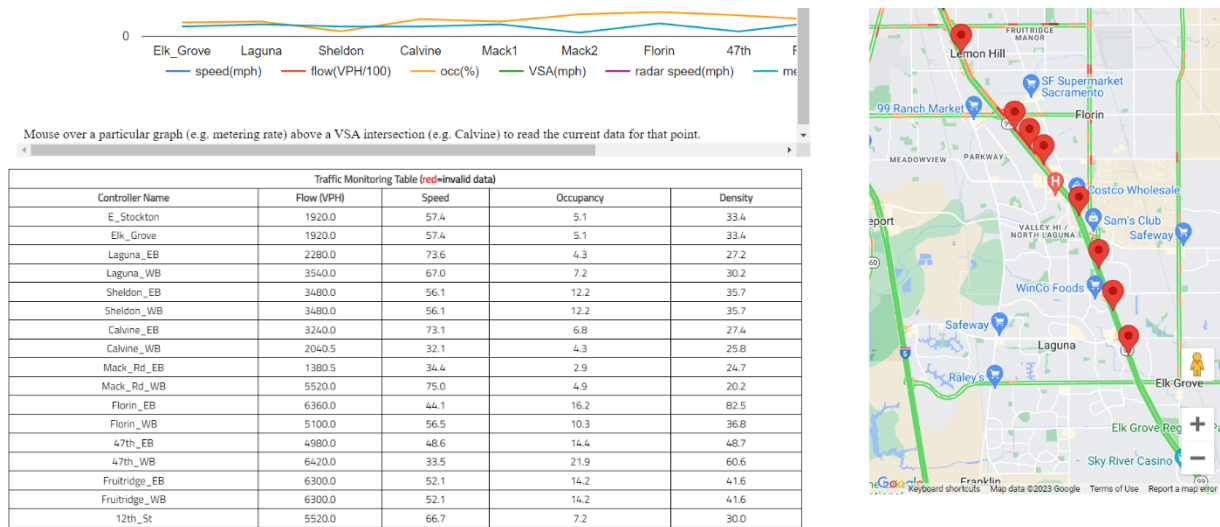 0
Elk_Grove Laguna Sheldon Calvine Mack1 Mack2 Florin 47th F
speed(mph) flow(VPH/100) occ(%) VSA(mph) radar speed(mph) me
Mouse over a particular graph (e.g. metering rate) above a VSA intersection (e.g. Calvine) to read the current data for that point.
Traffic Monitoring Table (red=invalid data)
Controller Name Flow (VPH) Speed Occupancy Density
E_Stockton 1920.0 57.4 5.1 33.4
Elk_Grove 1920.0 57.4 5.1 33.4
Laguna_EB 2280.0 73.6 4.3 27.2
Laguna_WB 3540.0 67.0 7.2 30.2
Sheldon_EB 3480.0 56.1 12.2 35.7
Sheldon_WB 3480.0 56.1 12.2 35.7
Calvine_EB 3240.0 73.1 6.8 27.4
Calvine_WB 2040.5 32.1 4.3 25.8
Mack_Rd_EB 1380.5 34.4 2.9 24.7
Mack_Rd_WB 5520.0 75.0 4.9 20.2
Florin_EB 6360.0 44.1 16.2 82.5
Florin_WB 5100.0 56.5 10.3 36.8
47th_EB 4980.0 48.6 14.4 48.7
47th_WB 6420.0 33.5 21.9 60.6
Fruitridge_EB 6300.0 52.1 14.2 41.6
Fruitridge_WB 6300.0 52.1 14.2 41.6
12th_St 5520.0 66.7 7.2 30.0
FRUITRIDGE
MANOR
Lemon Hill
SF Supermarket
Sacramento
99 Ranch Market
Florin
MEADOWVIEW
PARKWAY
H
Costco Wholesale
eport
Sam's Club
VALLEY HI /
NORTH LAGUNA
Safeway
WinCo Foods
Safeway
Laguna
5
99
Raley's
Elk Grove
+
Elk Grove Reg Pa
−
Sky River Casino
Google
Franklin
99
Keyboard shortcuts Map data ©2023 Google Terms of Use Report a map error